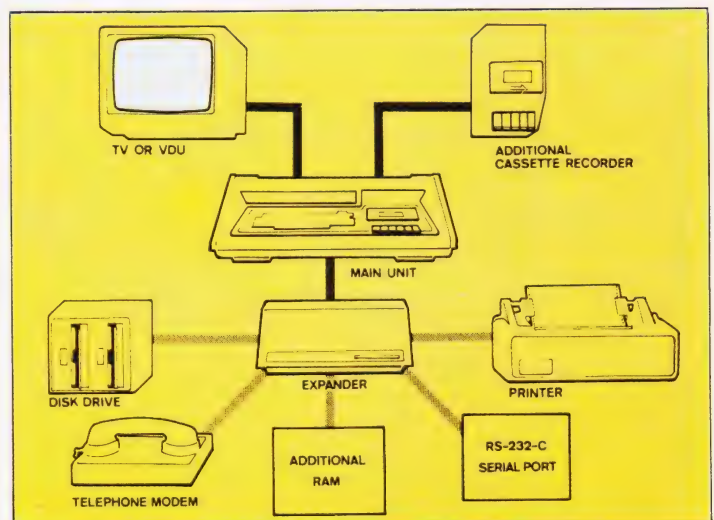 TV OR VDU
ADDITIONAL
CASSETTE RECORDER
MAIN UNIT
DISK DRIVE
EXPANDER
PRINTER
TELEPHONE MODEM
ADDITIONAL
RAM
RS-232-C
SERIAL PORT